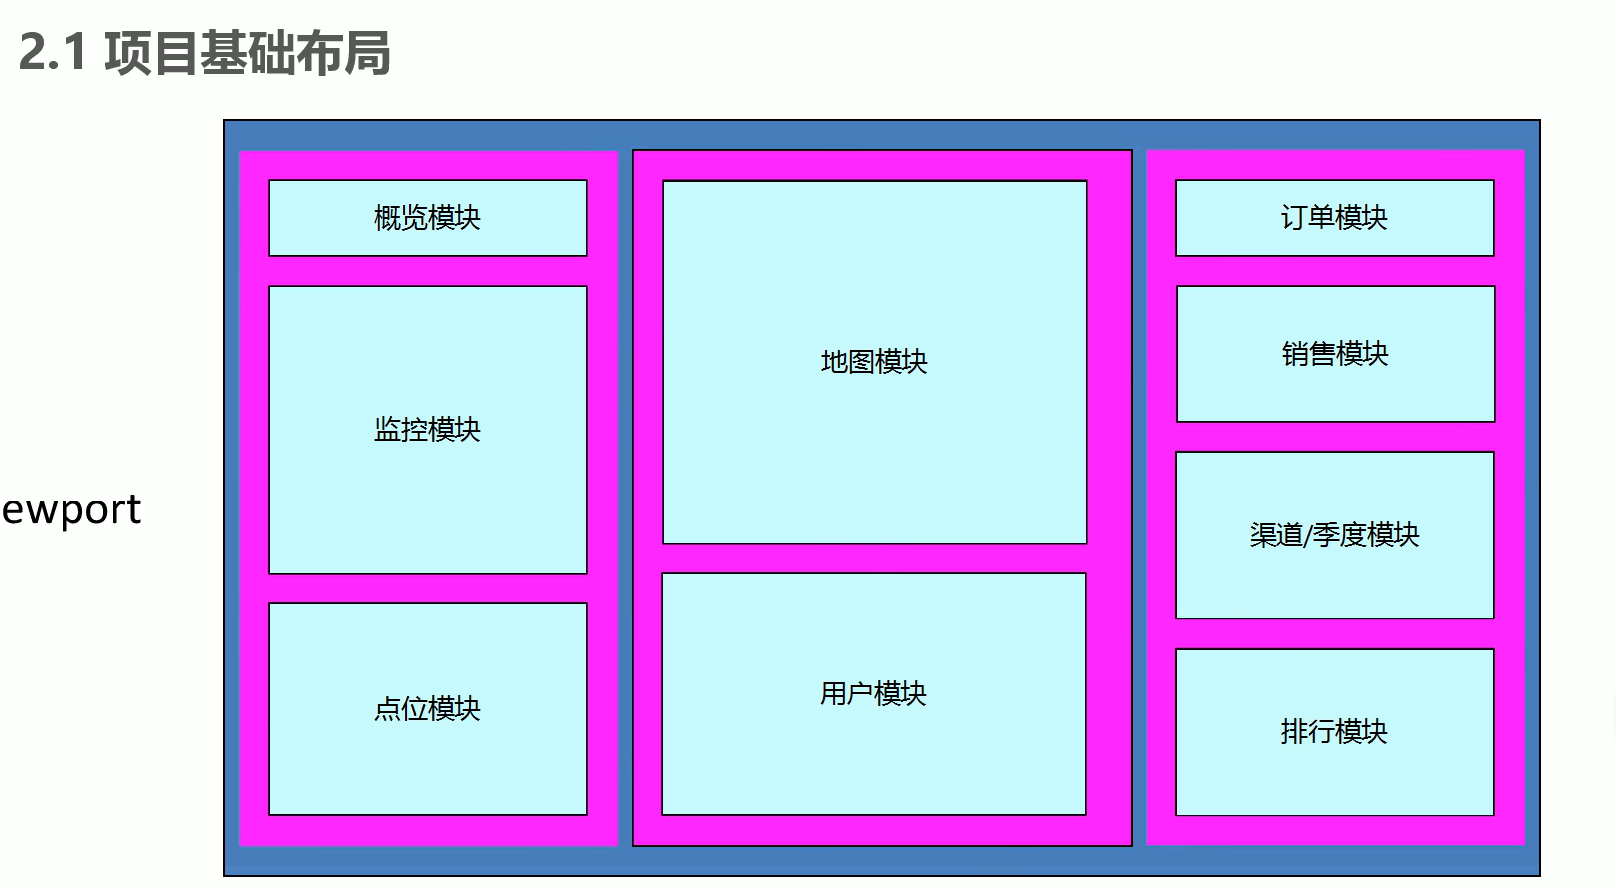 2.1 项目基础布局
概览模块
监控模块
点位模块
地图模块
用户模块
订单模块
销售模块
渠道/季度模块
排行模块
ewport